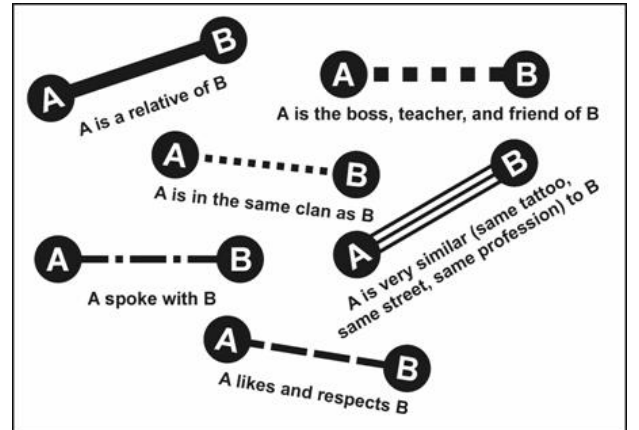 A B
A is a relative of B
A B
A is the boss, teacher, and friend of B
A B
A is in the same clan as B
A B
A is very similar (same tattoo,
same street, same profession) to B
A B
A spoke with B
A B
A likes and respects B